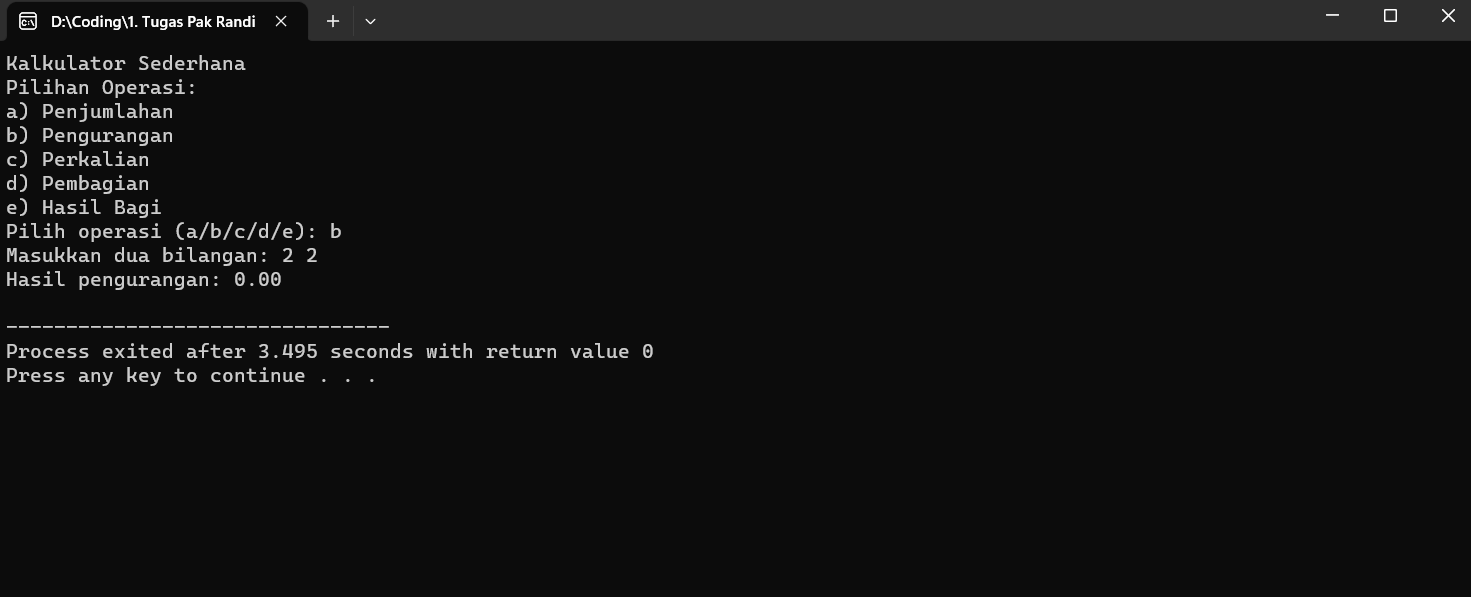 D:\Coding\1. Tugas Pak Randi
Kalkulator Sederhana
Pilihan Operasi:
a) Penjumlahan
b) Pengurangan
c) Perkalian
d) Pembagian
e) Hasil Bagi
Pilih operasi (a/b/c/d/e): b
Masukkan dua bilangan: 2 2
Hasil pengurangan: 0.00
--------------------------------
Process exited after 3.495 seconds with return value 0
Press any key to continue . . .